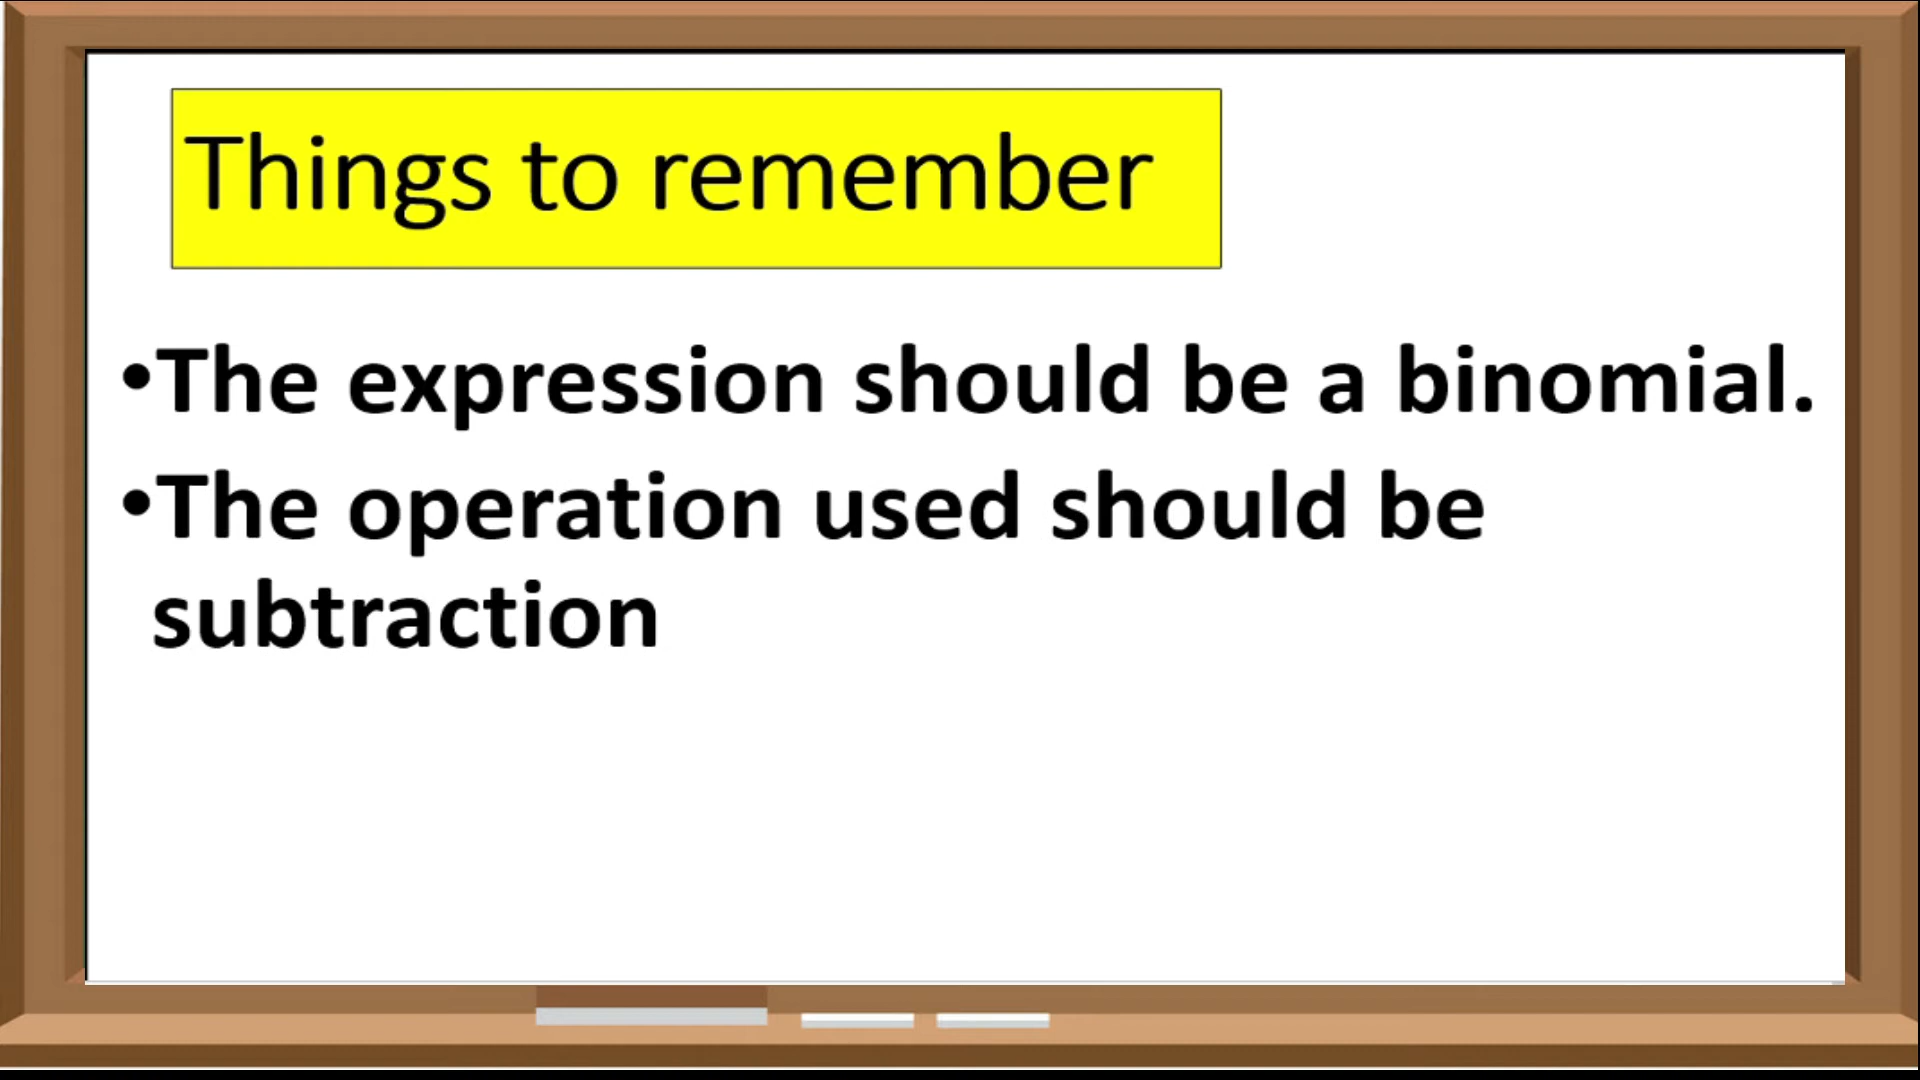 Things to remember
•The expression should be a binomial.
•The operation used should be
subtraction